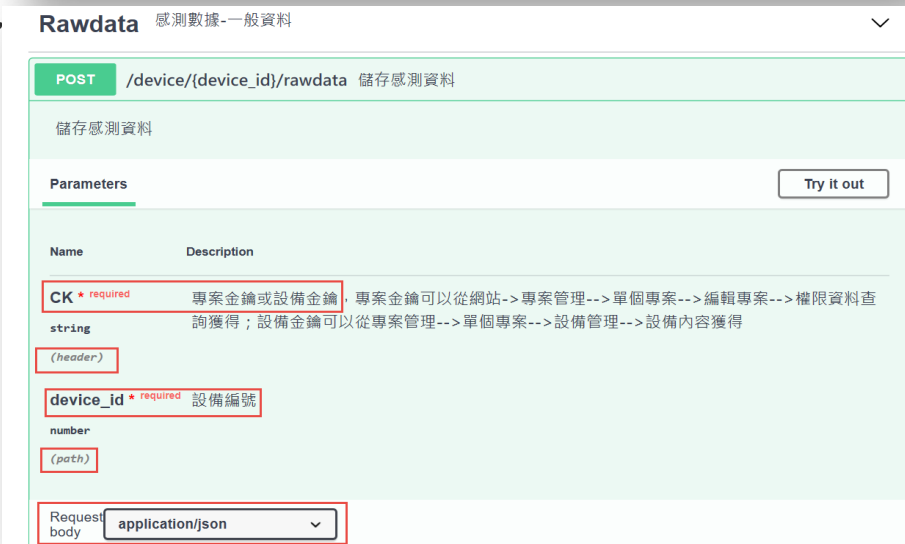 Rawdata 感測數據-一般資料
POST /device/{device_id}/rawdata 儲存感測資料
儲存感測資料
Parameters Try it out
Name Description
CK * required 專案金鑰或設備金鑰，專案金鑰可以從網站->專案管理-->單個專案-->編輯專案-->權限資料查
string 詢獲得；設備金鑰可以從專案管理-->單個專案-->設備管理-->設備內容獲得
(header)
device_id * required 設備編號
number
(path)
Request
body application/json